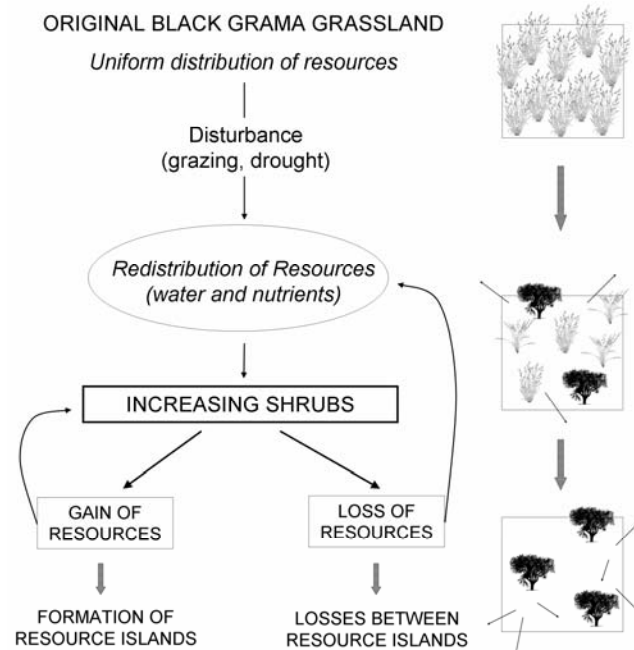 ORIGINAL BLACK GRAMA GRASSLAND
Uniform distribution of resources
Disturbance
(grazing, drought)
Redistribution of Resources
(water and nutrients)
INCREASING SHRUBS
GAIN OF
RESOURCES
LOSS OF
RESOURCES
FORMATION OF
RESOURCE ISLANDS
LOSSES BETWEEN
RESOURCE ISLANDS